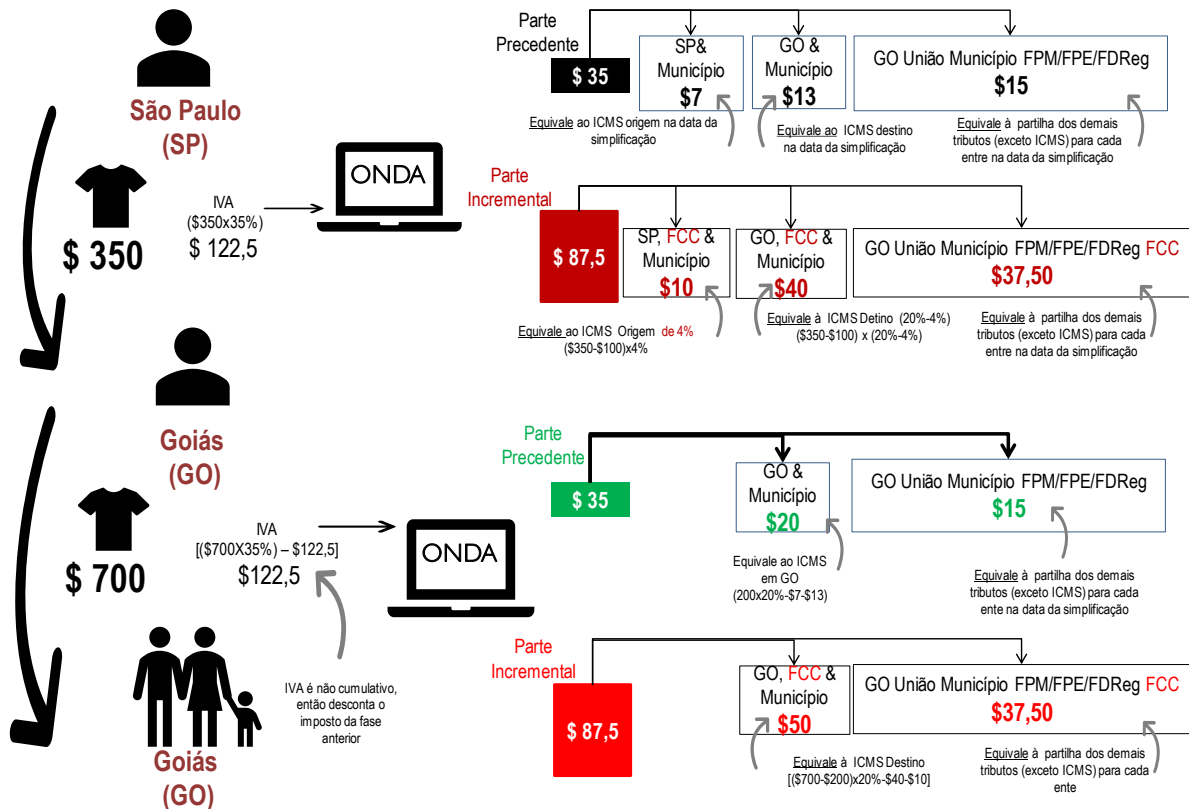 Parte
Precedente
$ 35
SP&
Município
$7
GO &
Município
$13
GO União Município FPM/FPE/FDReg
$15
Equivale ao ICMS origem na data da
simplificação
Equivale ao ICMS destino
na data da simplificação
Equivale à partilha dos demais
tributos (exceto ICMS) para cada
entre na data da simplificação
São Paulo
(SP)
$ 350
IVA
($350x35%)
$ 122,5
ONDA
Parte
Incremental
$ 87,5
SP, FCC &
Município
$10
GO, FCC &
Município
$40
GO União Município FPM/FPE/FDReg FCC
$37,50
Equivale ao ICMS Origem de 4%
($350-$100)x4%
Equivale à ICMS Detino (20%-4%)
($350-$100) x (20%-4%)
Equivale à partilha dos demais
tributos (exceto ICMS) para cada
entre na data da simplificação
Goiás
(GO)
$ 700
IVA
[($700X35%) – $122,5]
$122,5
ONDA
Parte
Precedente
$ 35
GO &
Município
$20
GO União Município FPM/FPE/FDReg
$15
Equivale ao ICMS
em GO
(200x20%-$7-$13)
Equivale à partilha dos demais
tributos (exceto ICMS) para cada
ente na data da simplificação
IVA é não cumulativo,
então desconta o
imposto da fase
anterior
Goiás
(GO)
Parte
Incremental
$ 87,5
GO, FCC &
Município
$50
GO União Município FPM/FPE/FDReg FCC
$37,50
Equivale à ICMS Destino
[($700-$200)x20%-$40-$10]
Equivale à partilha dos demais
tributos (exceto ICMS) para cada
ente